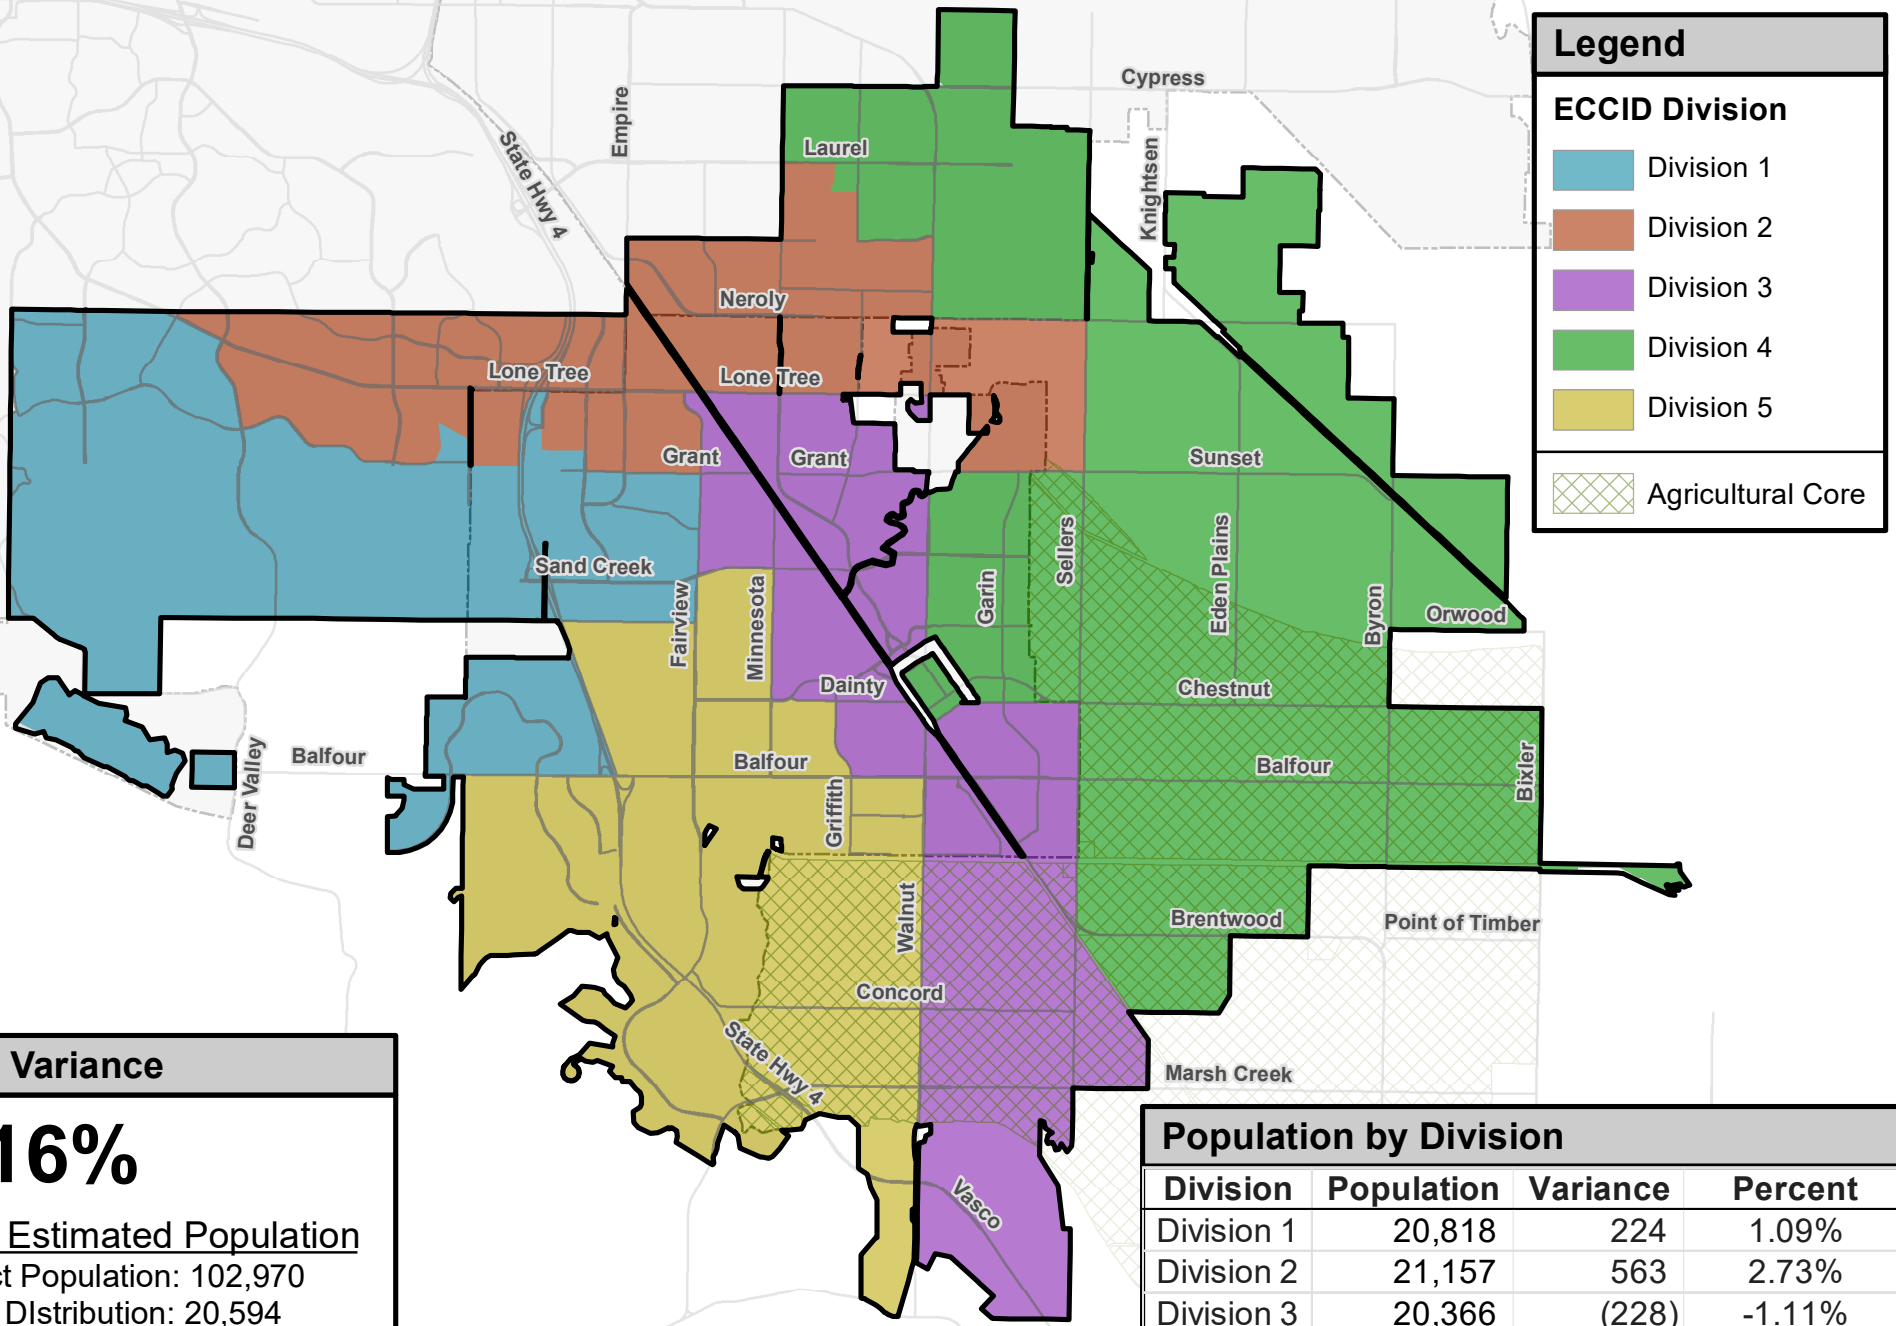 Legend
ECCID Division
Division 1
Division 2
Division 3
Division 4
Division 5
Agricultural Core
Cypress
Empire
State Hwy 4
Laurel
Knightsen
Neroly
Lone Tree
Lone Tree
Grant
Grant
Sunset
Sand Creek
Fairview
Minnesota
Garin
Sellers
Eden Plains
Byron
Orwood
Dainty
Chestnut
Deer Valley
Balfour
Balfour
Balfour
Bixler
Griffith
Walnut
Brentwood
Point of Timber
Concord
State Hwy 4
Marsh Creek
Vasco
Variance
16%
Estimated Population
ct Population: 102,970
DIstribution: 20,594
Population by Division
Division Population Variance Percent
Division 1 20,818 224 1.09%
Division 2 21,157 563 2.73%
Division 3 20,366 (228) -1.11%